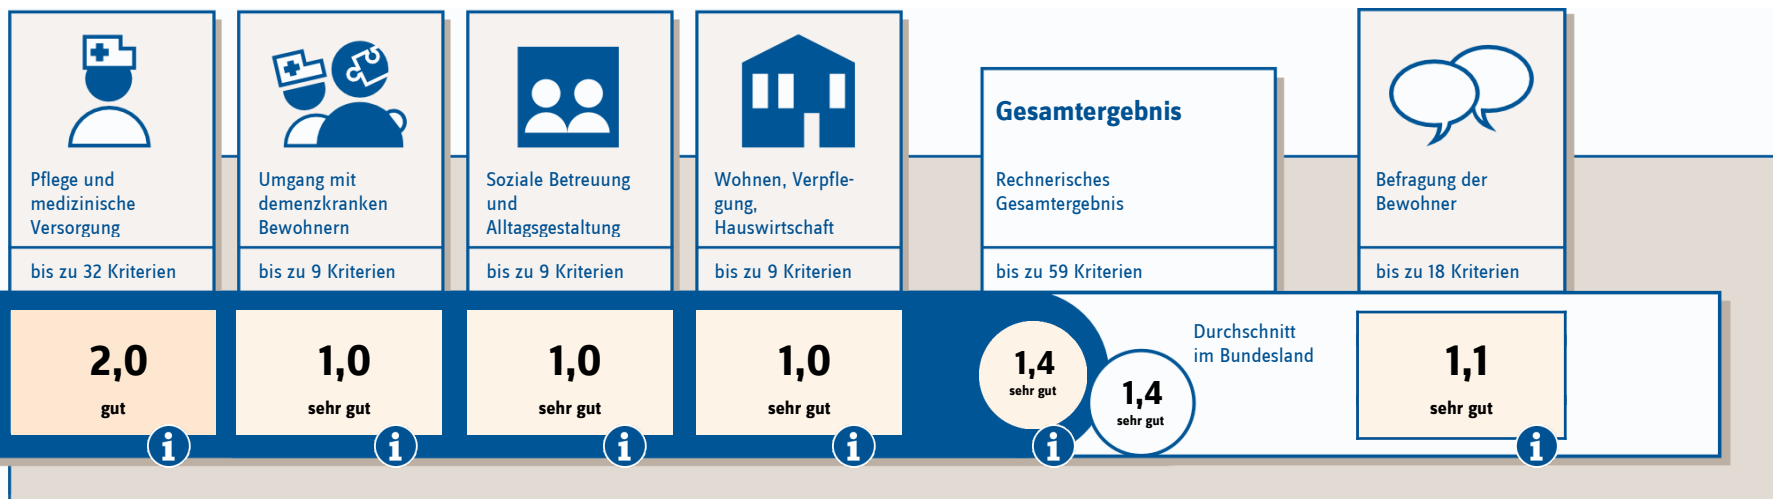 Pflege und
medizinische
Versorgung
bis zu 32 Kriterien
2,0
gut
Umgang mit
demenzkranken
Bewohnern
bis zu 9 Kriterien
1,0
sehr gut
Soziale Betreuung
und
Alltagsgestaltung
bis zu 9 Kriterien
1,0
sehr gut
Wohnen, Verpfle-
gung,
Hauswirtschaft
bis zu 9 Kriterien
1,0
sehr gut
Gesamtergebnis
Rechnerisches
Gesamtergebnis
bis zu 59 Kriterien
1,4
sehr gut
Durchschnitt
im Bundesland
1,4
sehr gut
Befragung der
Bewohner
bis zu 18 Kriterien
1,1
sehr gut